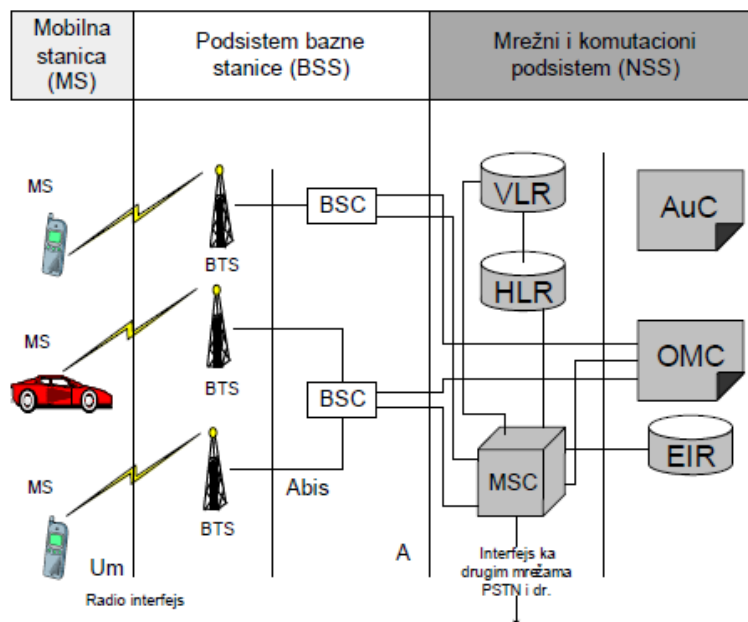 Mobilna
stanica
(MS)
Podsistem bazne
stanice (BSS)
Mrežni i komutacioni
podsistem (NSS)
MS
BTS
BSC
VLR
AuC
HLR
MS
BTS
BSC
OMC
MS
BTS
Abis
MSC
EIR
Um
A
Radio interfejs
Interfejs ka
drugim mrežama
PSTN i dr.